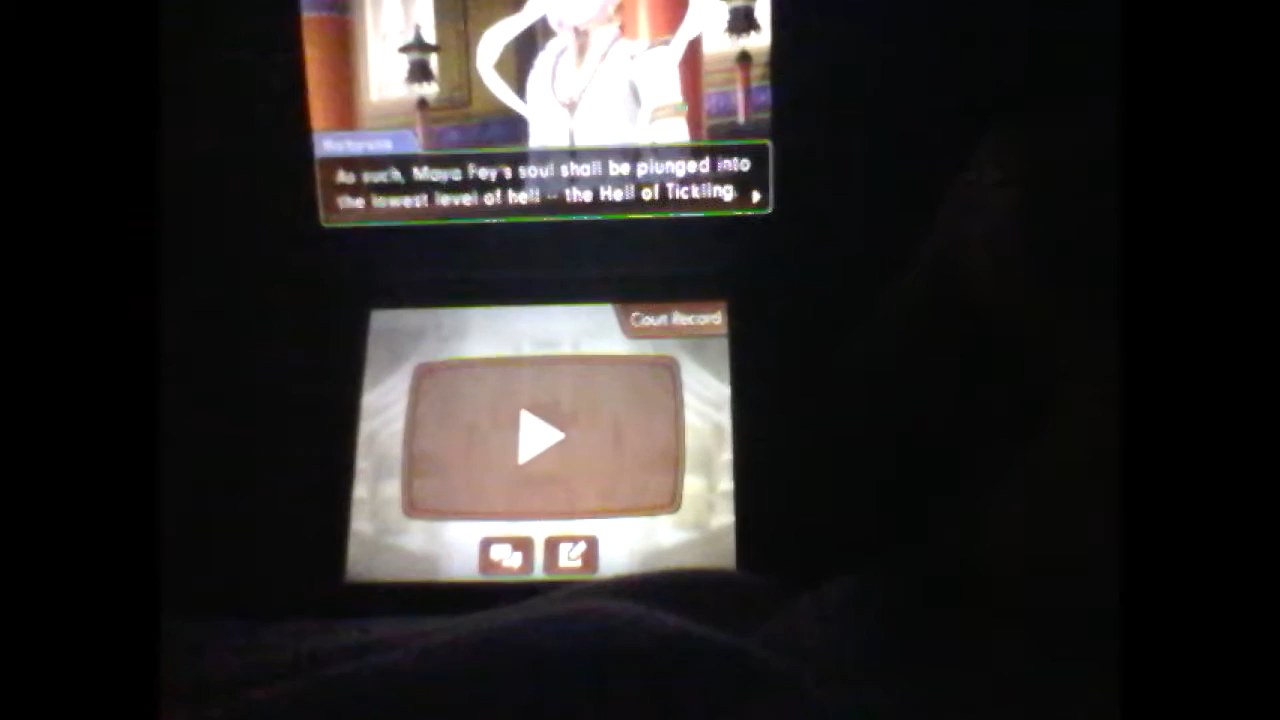 As such, Maya Fey's soul shall be plunged into
the lowest level of hell -- the Hell of Tickling.
Court Record